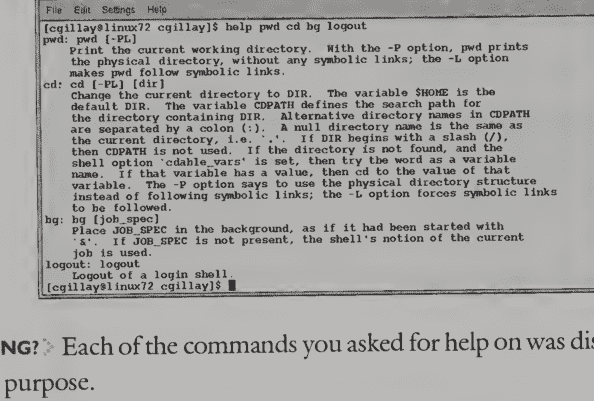 File Edit Settings Help
[cgillay@linux72 cgillay]$ help pwd cd bg logout
pwd: pwd [-PL]
Print the current working directory. With the -P option, pwd prints
the physical directory, without any symbolic links; the -L option
makes pwd follow symbolic links.
cd: cd [-PL] [dir]
Change the current directory to DIR. The variable $HOME is the
default DIR. The variable CDPATH defines the search path for
the directory containing DIR. Alternative directory names in CDPATH
are separated by a colon (:). A null directory name is the same as
the current directory, i.e. `.'. If DIR begins with a slash (/),
then CDPATH is not used. If the directory is not found, and the
shell option `cdable_vars' is set, then try the word as a variable
name. If that variable has a value, then cd to the value of that
variable. The -P option says to use the physical directory structure
instead of following symbolic links; the -L option forces symbolic links
to be followed.
bg: bg [job_spec]
Place JOB_SPEC in the background, as if it had been started with
`&'. If JOB_SPEC is not present, the shell's notion of the current
job is used.
logout: logout
Logout of a login shell.
[cgillay@linux72 cgillay]$
NG? Each of the commands you asked for help on was dis
purpose.